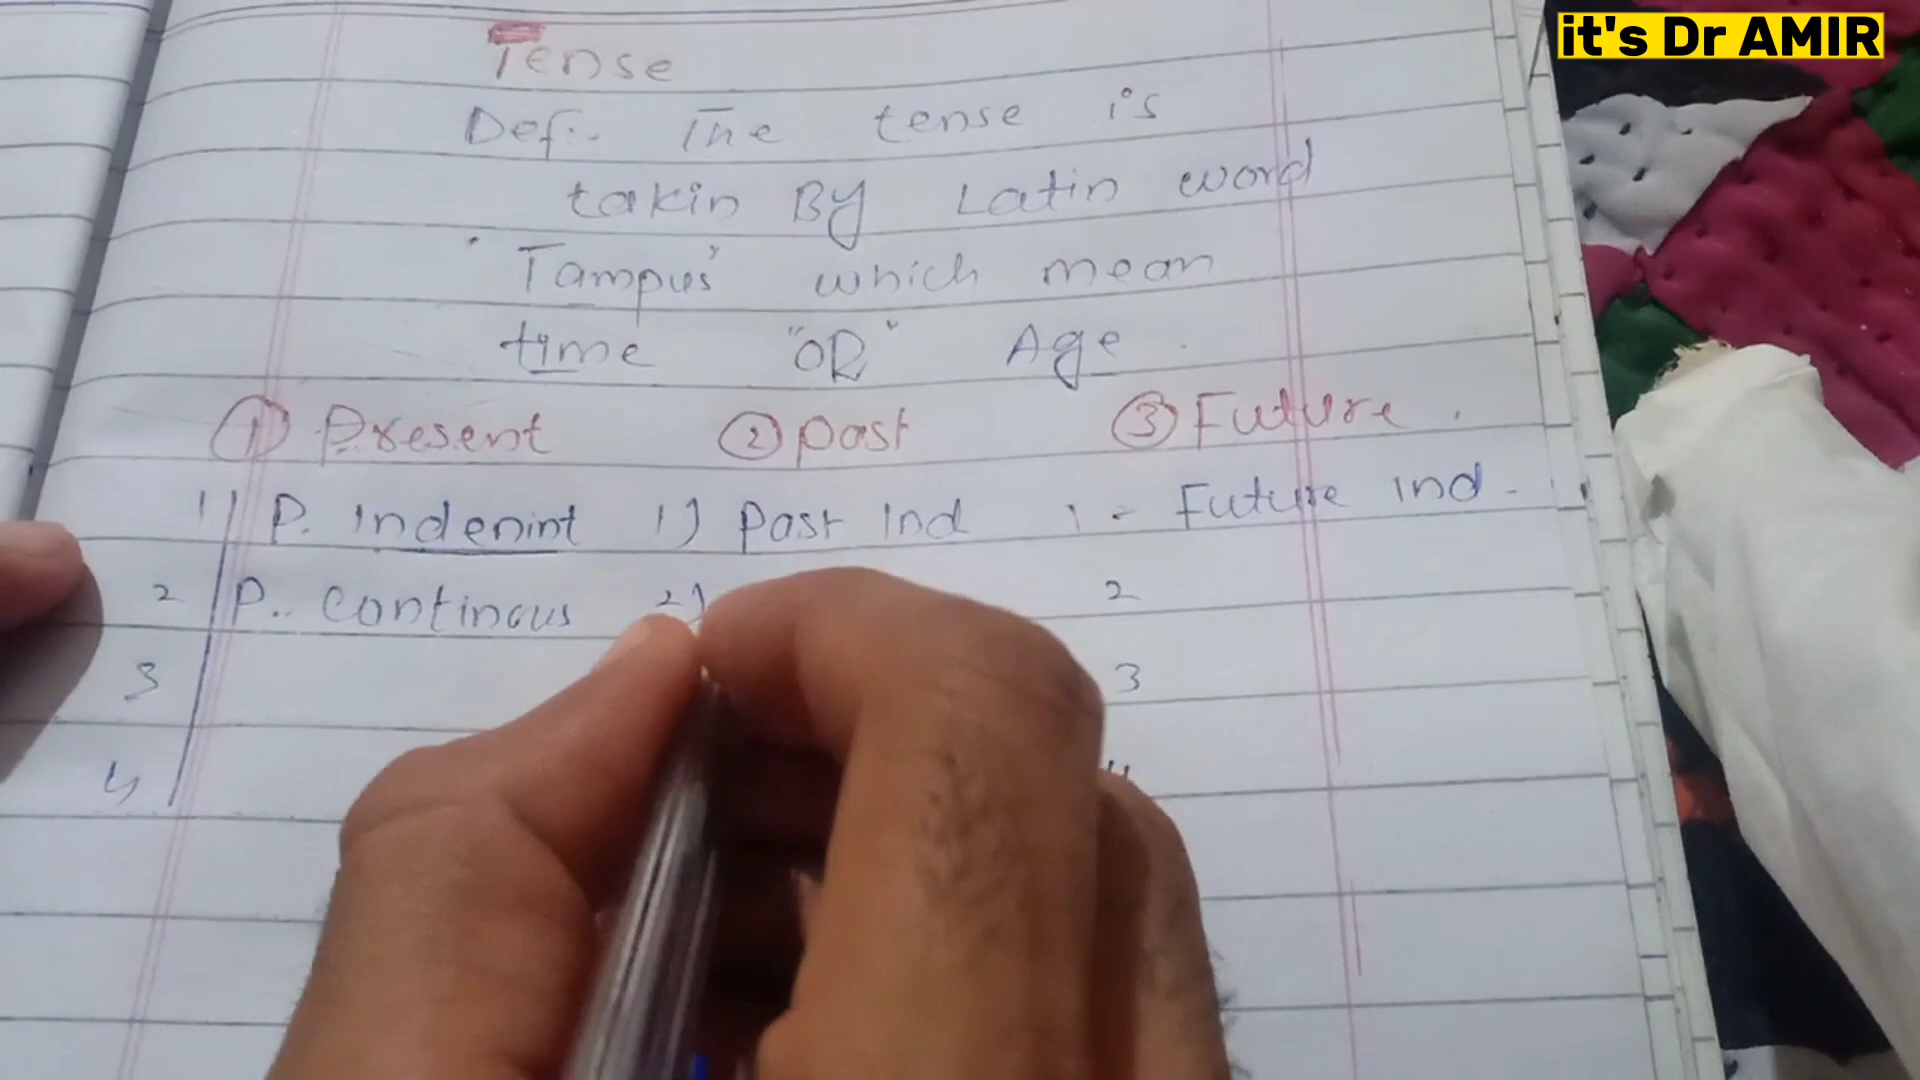 it's Dr AMIR
Tense
Def:- The tense is
takin By Latin word
"Tampus" which mean
time "OR" Age.
① Present ② past ③ Future.
1) P. indenint 1) Past Ind 1 - Future ind -
2 P.. continous 2) 2
3 3
4 4